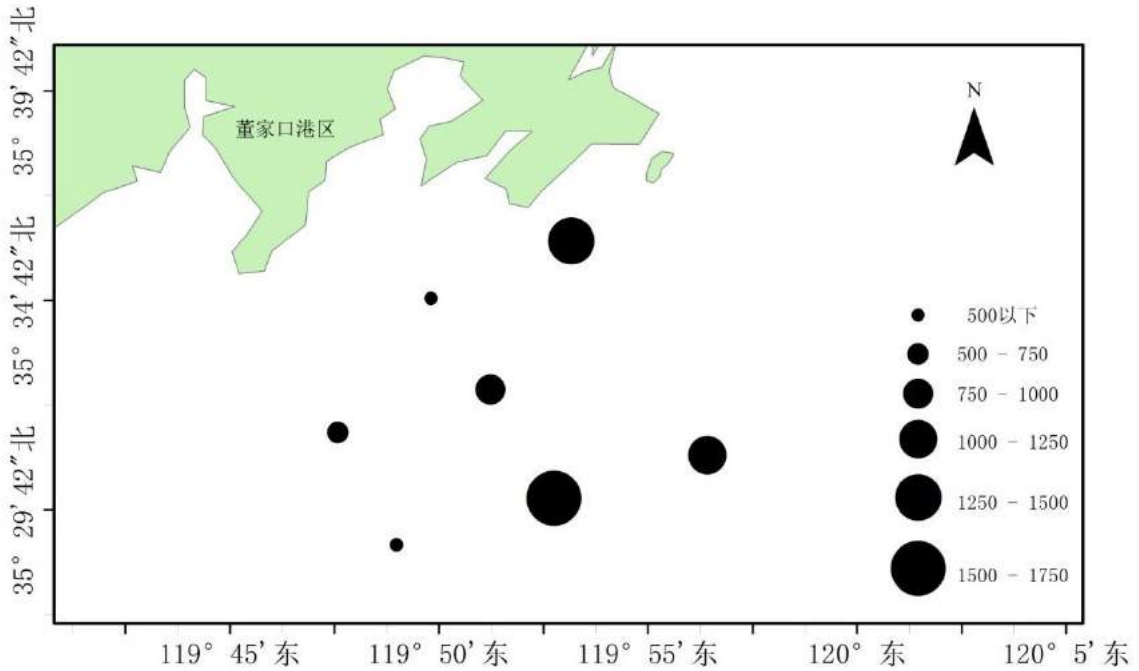 35° 39' 42"北
35° 34' 42"北
35° 29' 42"北
董家口港区
N
500以下
500 - 750
750 - 1000
1000 - 1250
1250 - 1500
1500 - 1750
119° 45'东
119° 50'东
119° 55'东
120° 东
120° 5'东